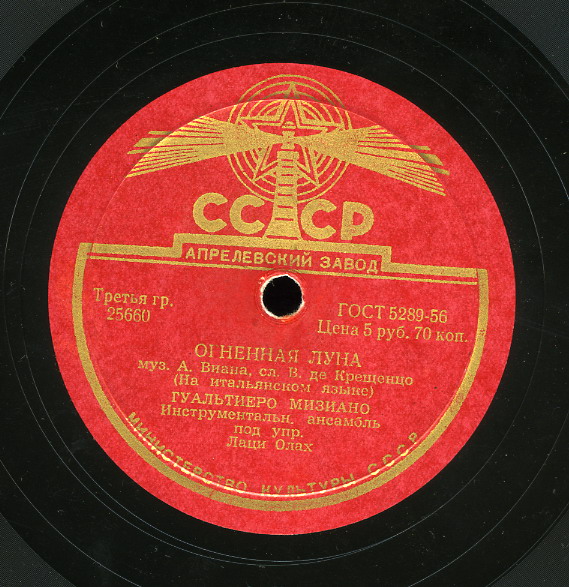 СССР
АПРЕЛЕВСКИЙ ЗАВОД
Третья гр.
25660
ГОСТ 5289-56
Цена 5 руб. 70 коп.
ОГНЕННАЯ ЛУНА
муз. А. Виана, сл. В. де Крещенцо
(На итальянском языке)
ГУАЛЬТИЕРО МИЗИАНО
Инструментальн. ансамбль
под упр.
Лаци Олах
МИНИСТЕРСТВО КУЛЬТУРЫ СССР